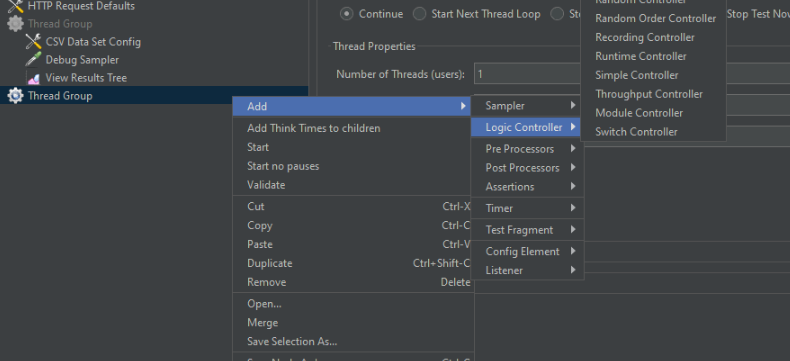 HTTP Request Defaults
Thread Group
CSV Data Set Config
Debug Sampler
View Results Tree
Thread Group
Continue
Start Next Thread Loop
Stop Test Now
Thread Properties
Number of Threads (users):
1
Add
Add Think Times to children
Start
Start no pauses
Validate
Cut Ctrl-X
Copy Ctrl-C
Paste Ctrl-V
Duplicate Ctrl+Shift-C
Remove Delete
Open...
Merge
Save Selection As...
Sampler
Logic Controller
Pre Processors
Post Processors
Assertions
Timer
Test Fragment
Config Element
Listener
Random Controller
Random Order Controller
Recording Controller
Runtime Controller
Simple Controller
Throughput Controller
Module Controller
Switch Controller